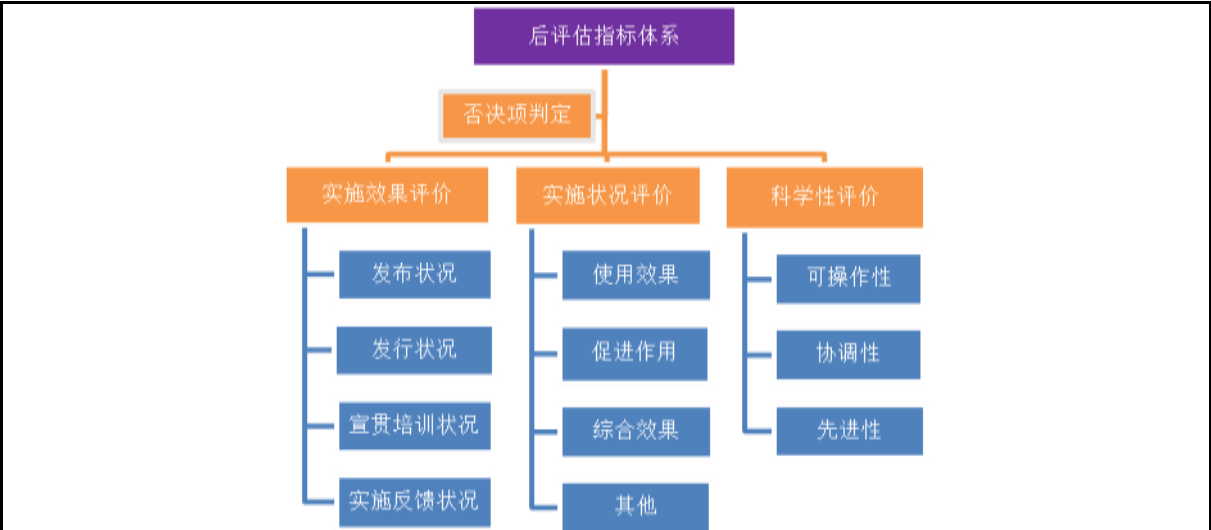 后评估指标体系
否决项判定
实施效果评价
发布状况
发行状况
宣贯培训状况
实施反馈状况
实施状况评价
使用效果
促进作用
综合效果
其他
科学性评价
可操作性
协调性
先进性